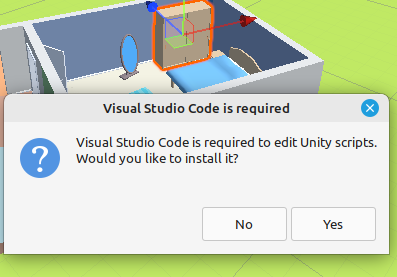 Visual Studio Code is required
Visual Studio Code is required to edit Unity scripts.
Would you like to install it?
No
Yes